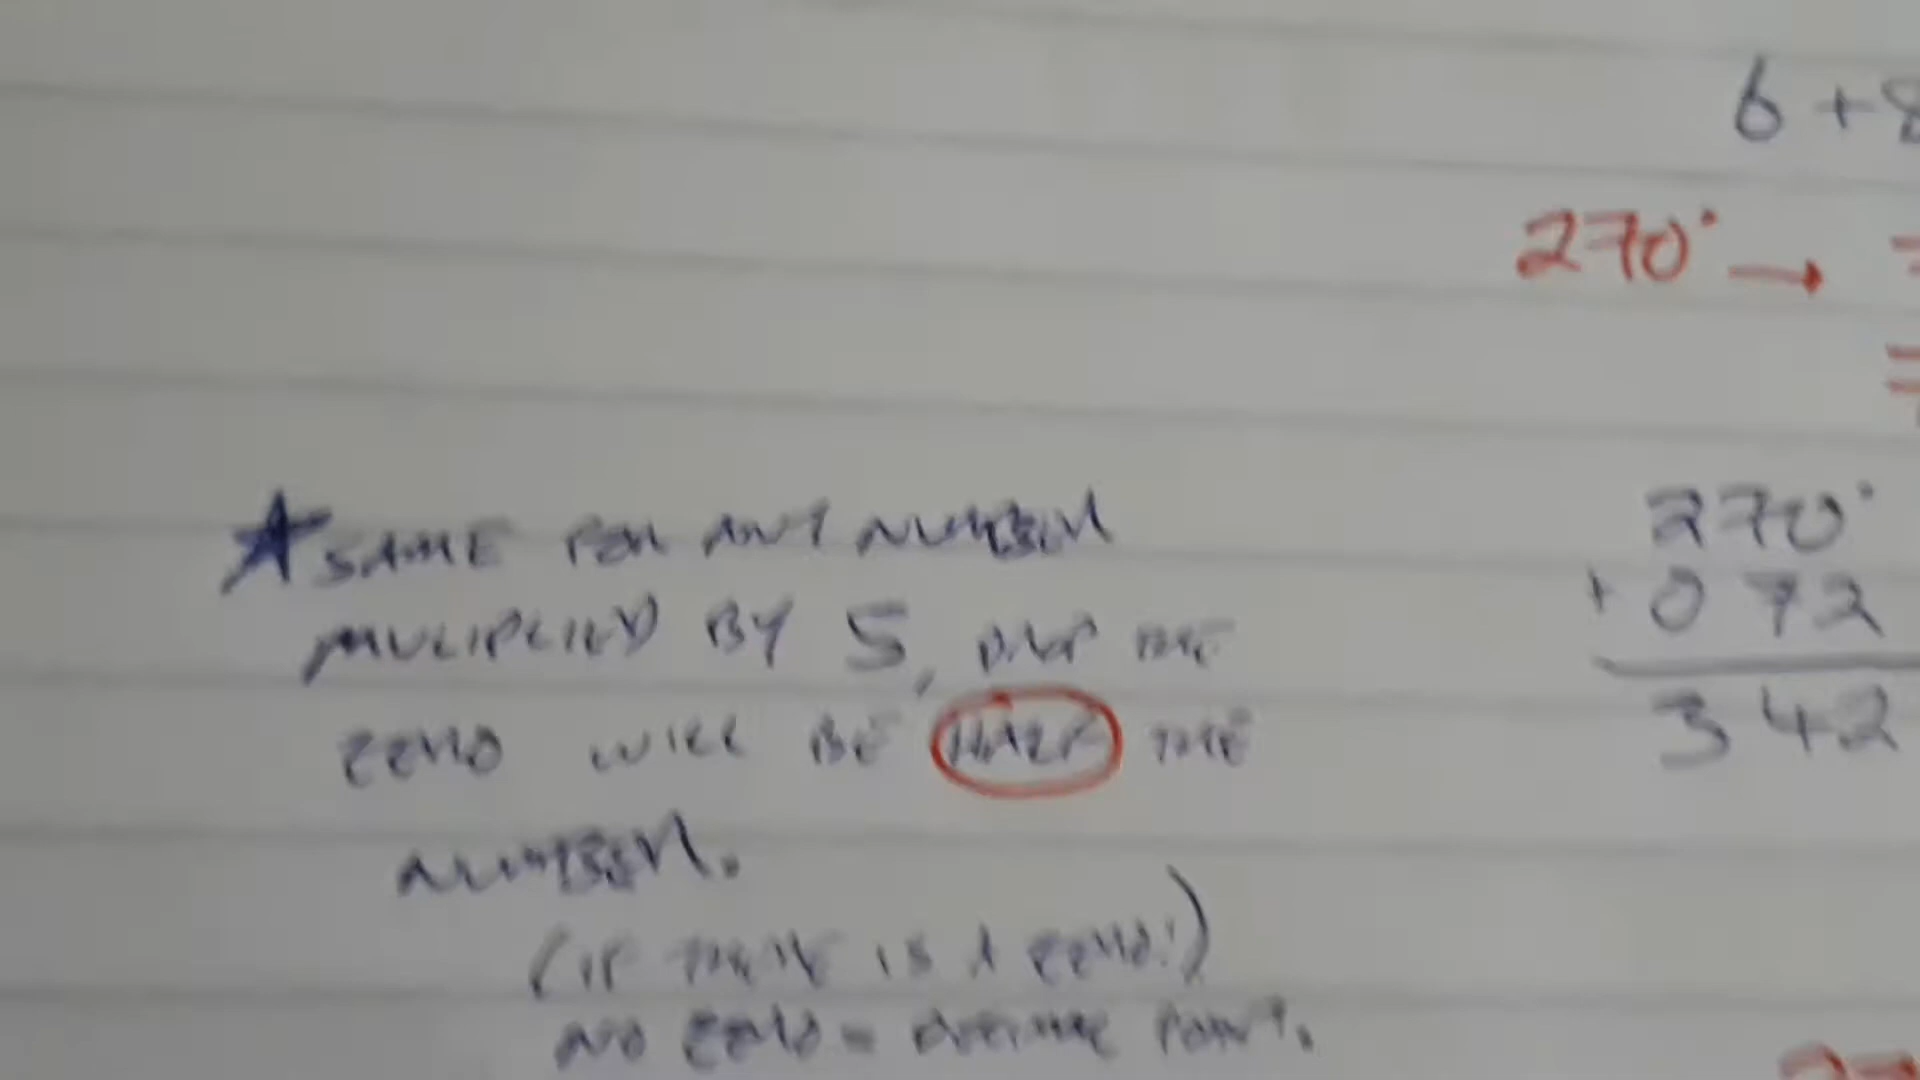 6 + 8
270° →
★ SAME FOR ANY NUMBER
MULIPLIED BY 5, DROP THE
ZERO WILL BE HALF THE
NUMBER.
(IF THERE IS A ZERO!)
NO ZERO = DECIMAL POINT.
270°
+ 072
342